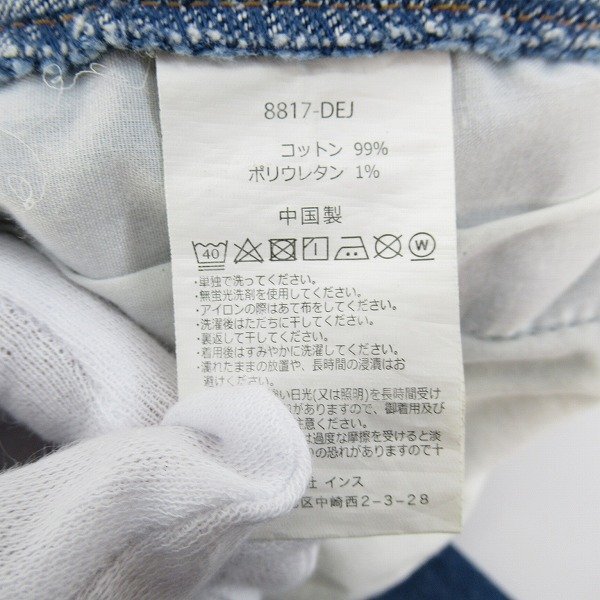 8817-DEJ
コットン 99%
ポリウレタン 1%
中国製
40
W
・単独で洗ってください。
・無蛍光洗剤を使用してください。
・アイロンの際はあて布をしてください。
・洗濯後はただちに干してください。
・裏返して干してください。
・着用後はすみやかに洗濯してください。
・濡れたままの放置や、長時間の浸漬はお
避けください。
い日光(又は照明)を長時間受け
がありますので、御着用及び
注意ください。
は過度な摩擦を受けると淡
いの恐れがありますので十
社 インス
区中崎西2-3-28